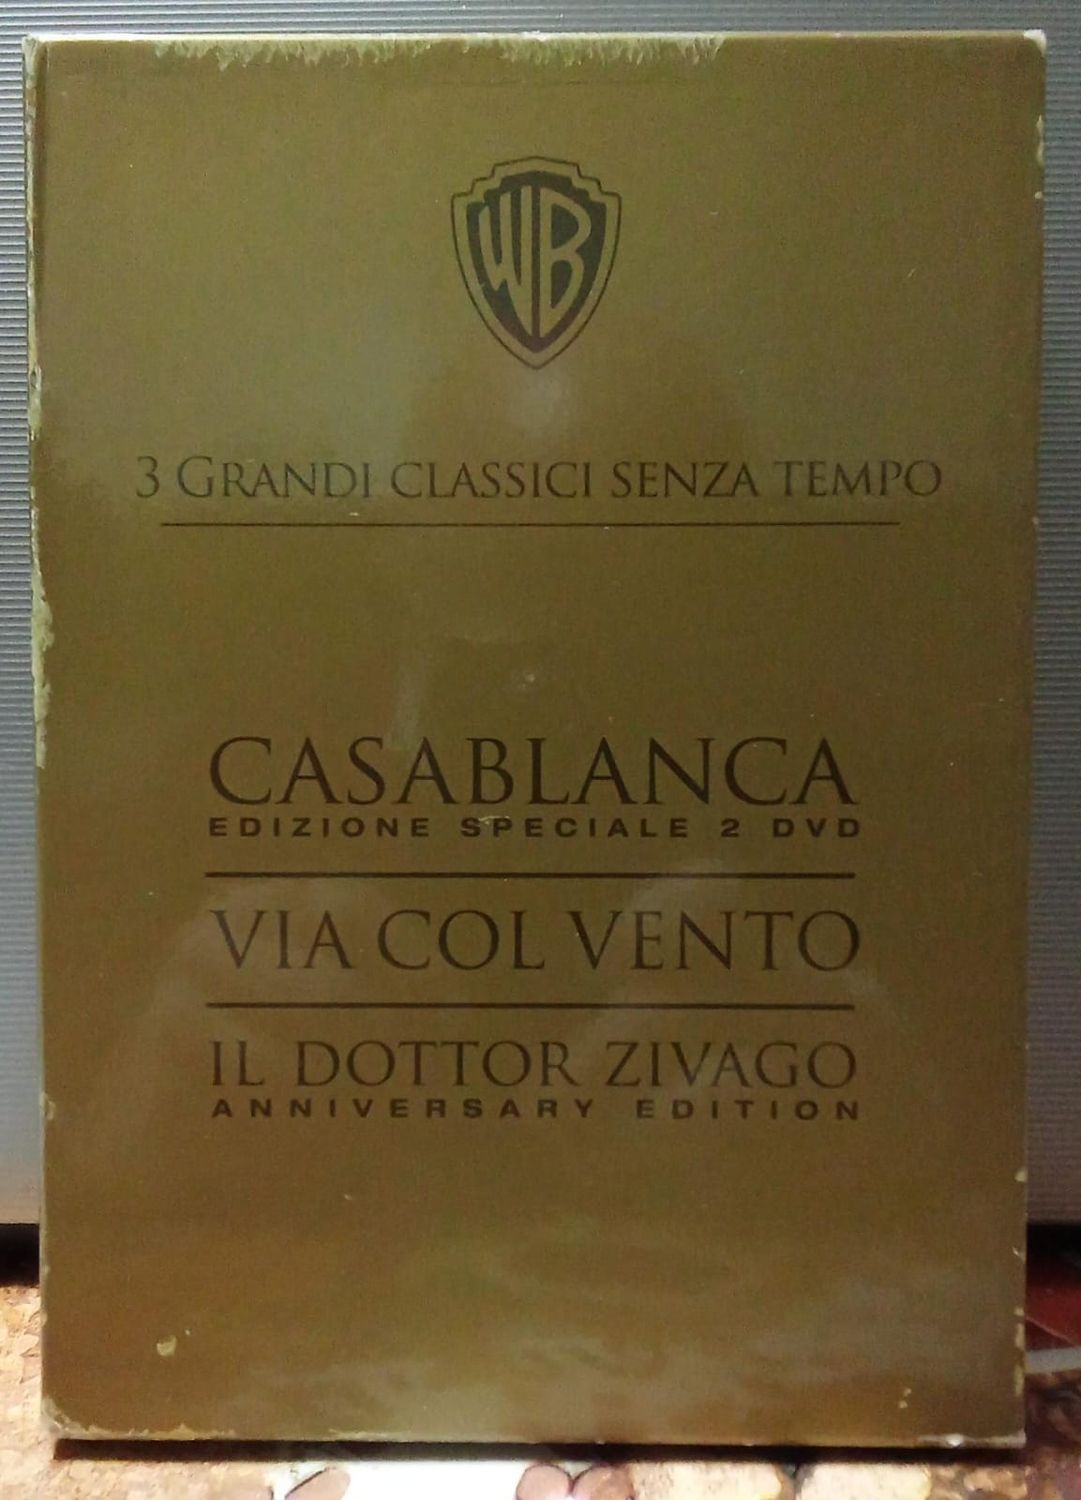 WB
3 GRANDI CLASSICI SENZA TEMPO
CASABLANCA
EDIZIONE SPECIALE 2 DVD
VIA COL VENTO
IL DOTTOR ZIVAGO
ANNIVERSARY EDITION